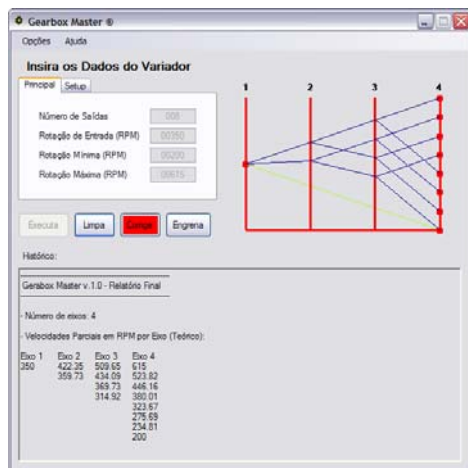 Gearbox Master ®
Opções Ajuda
Insira os Dados do Variador
Principal Setup
Número de Saídas 008
Rotação de Entrada (RPM) 00350
Rotação Mínima (RPM) 00200
Rotação Máxima (RPM) 00615
1 2 3 4
Executa Limpa Corrige Engrena
Histórico:
Gerabox Master v.1.0 - Relatório Final
- Número de eixos: 4
- Velocidades Parciais em RPM por Eixo (Teórico):
Eixo 1 Eixo 2 Eixo 3 Eixo 4
350 422.35 509.65 615
359.73 434.09 523.82
369.73 446.16
314.92 380.01
323.67
275.69
234.81
200